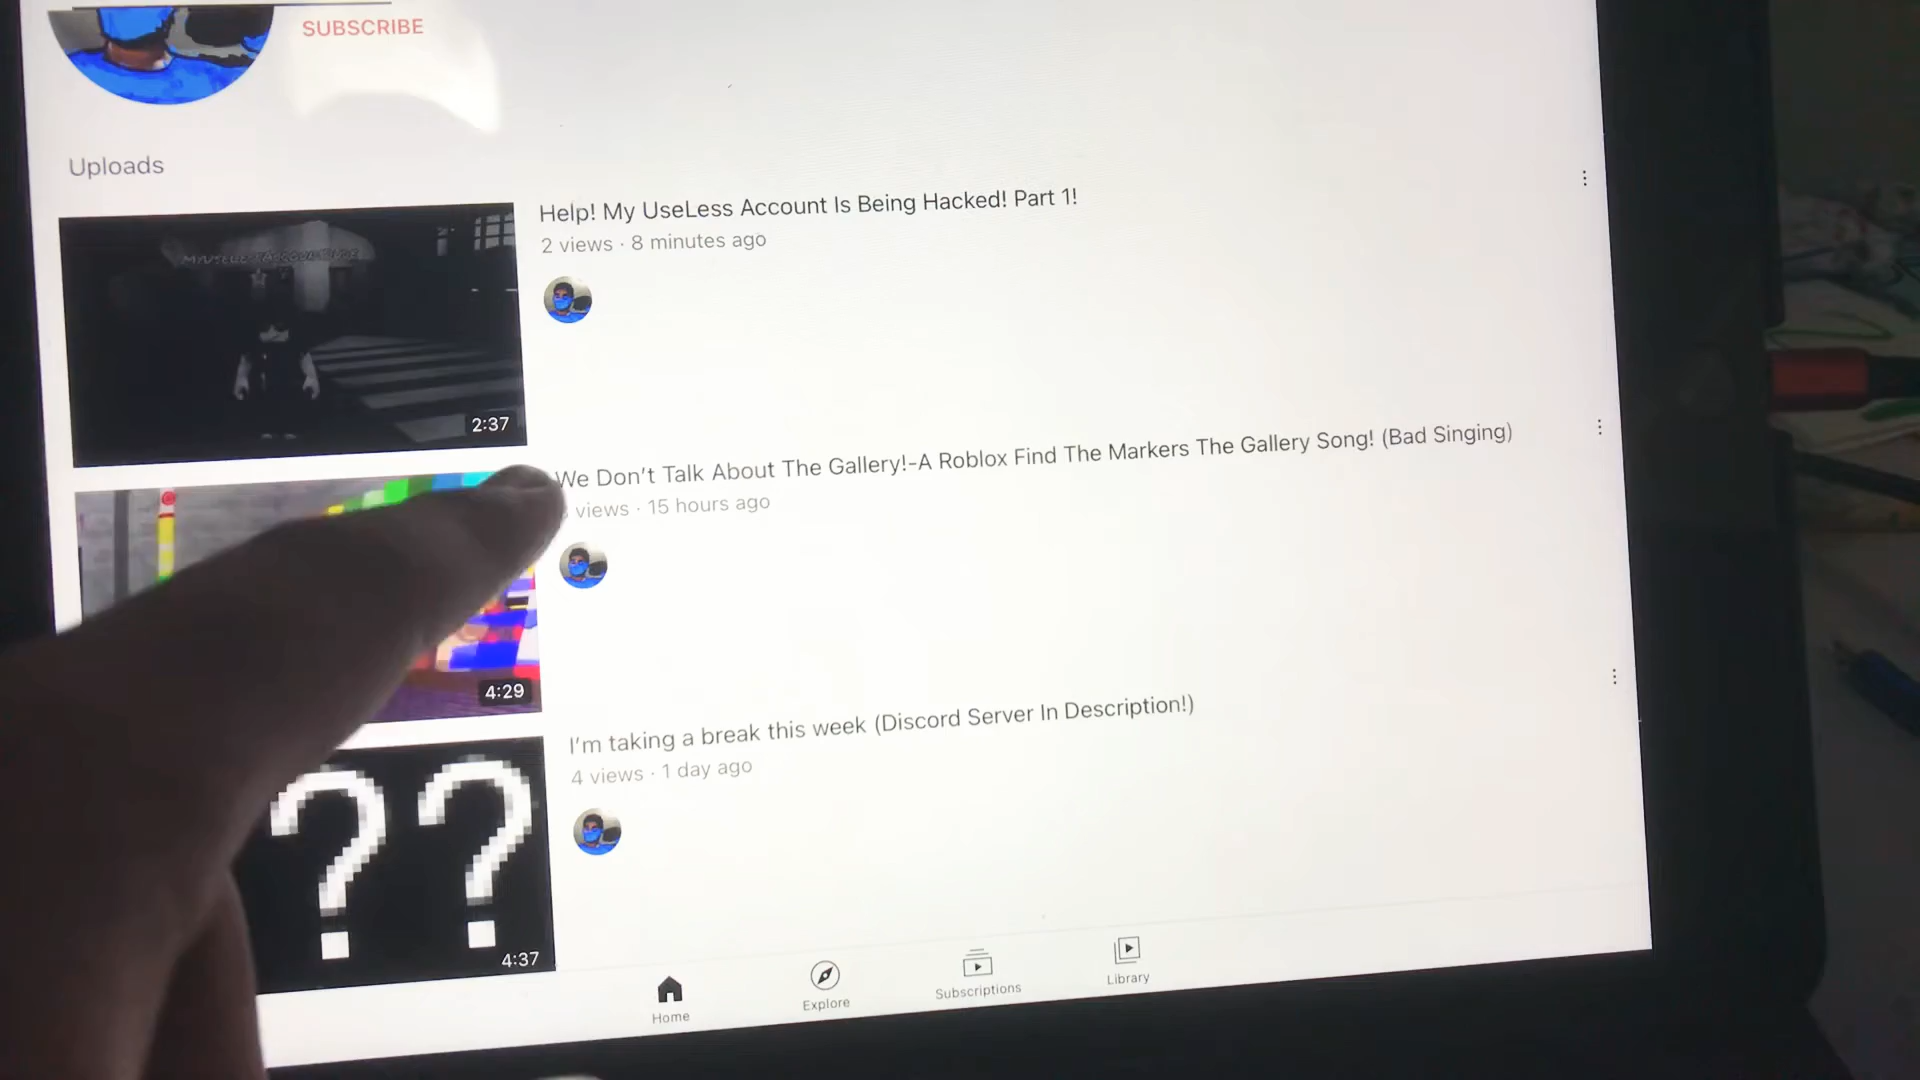 SUBSCRIBE
Uploads
Help! My UseLess Account Is Being Hacked! Part 1!
2 views · 8 minutes ago
2:37
We Don't Talk About The Gallery!-A Roblox Find The Markers The Gallery Song! (Bad Singing)
views · 15 hours ago
4:29
I'm taking a break this week (Discord Server In Description!)
4 views · 1 day ago
??
4:37
Home
Explore
Subscriptions
Library